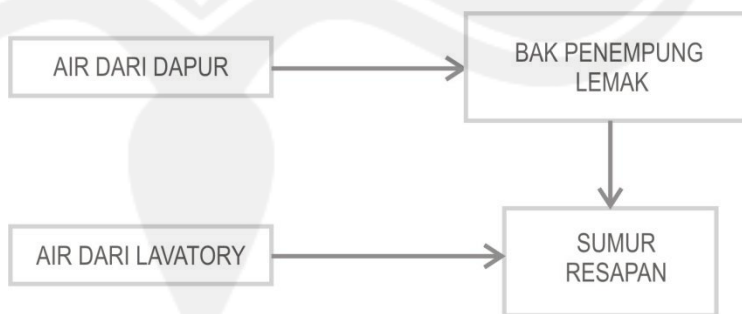 AIR DARI DAPUR
BAK PENEMPUNG
LEMAK
AIR DARI LAVATORY
SUMUR
RESAPAN